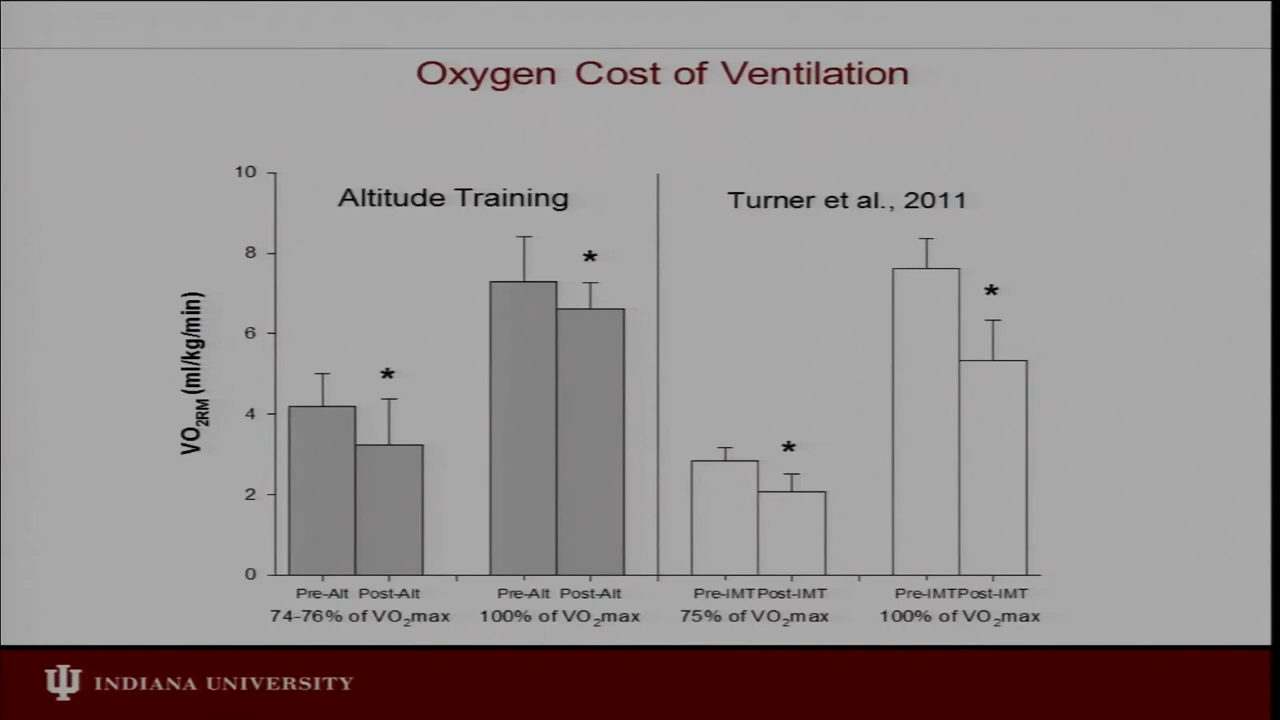 Oxygen Cost of Ventilation
Altitude Training
Turner et al., 2011
VO2RM (ml/kg/min)
10
8
6
4
2
0
*
*
*
*
Pre-Alt Post-Alt Pre-Alt Post-Alt Pre-IMT Post-IMT Pre-IMT Post-IMT
74-76% of VO2max 100% of VO2max 75% of VO2max 100% of VO2max
INDIANA UNIVERSITY